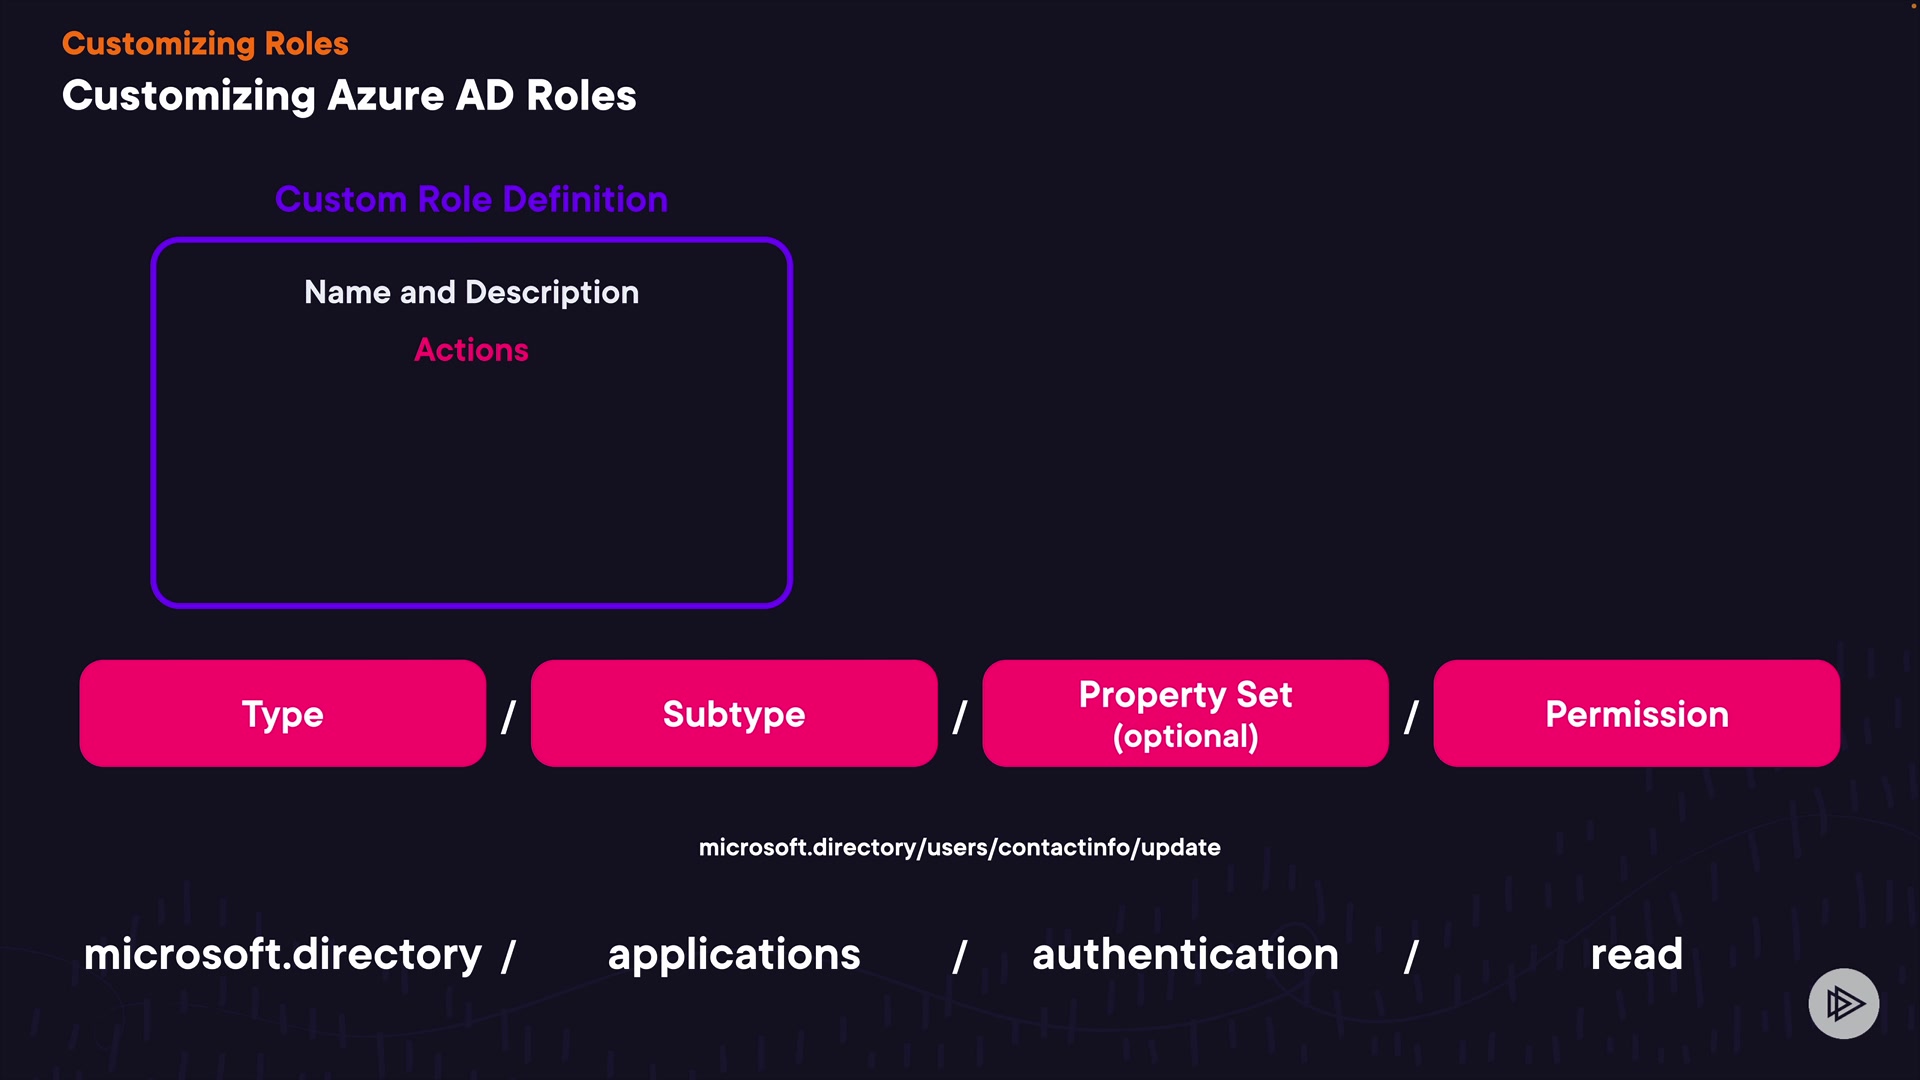 Customizing Roles
Customizing Azure AD Roles
Custom Role Definition
Name and Description
Actions
Type / Subtype / Property Set (optional) / Permission
microsoft.directory/users/contactinfo/update
microsoft.directory / applications / authentication / read